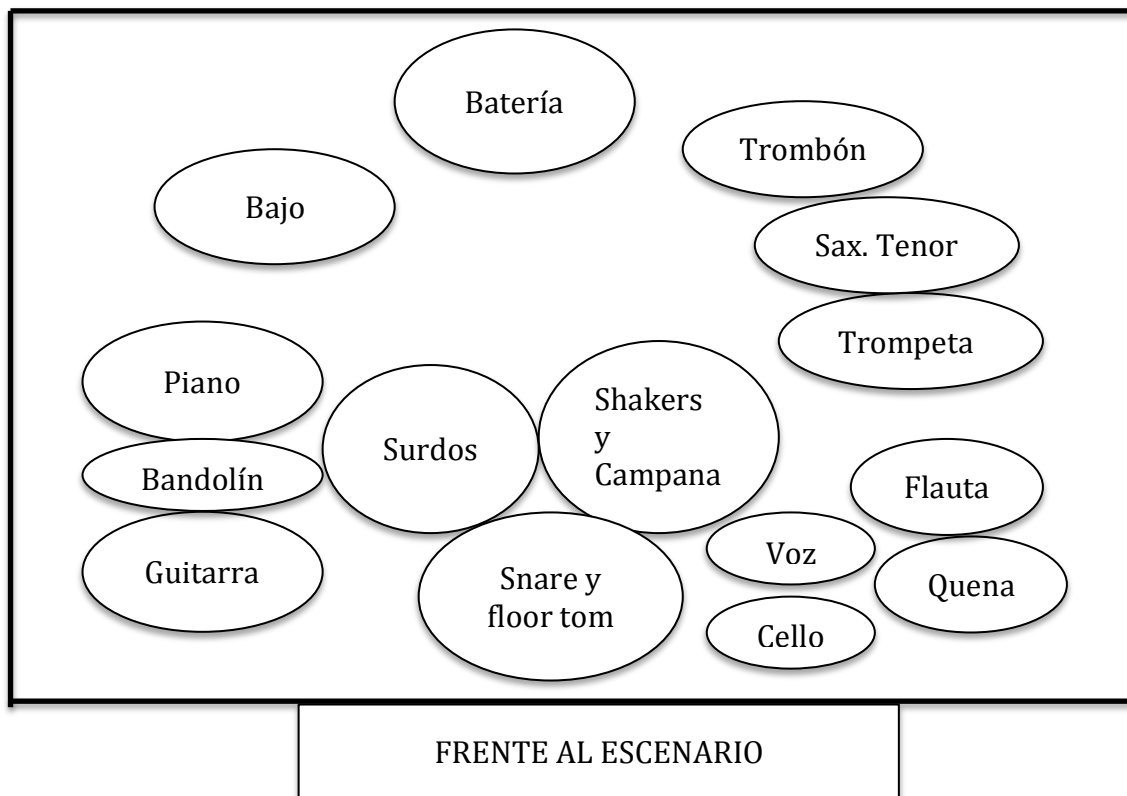 Batería
Trombón
Bajo
Sax. Tenor
Trompeta
Piano
Shakers
y
Campana
Surdos
Bandolín
Flauta
Voz
Guitarra
Snare y
floor tom
Quena
Cello
FRENTE AL ESCENARIO